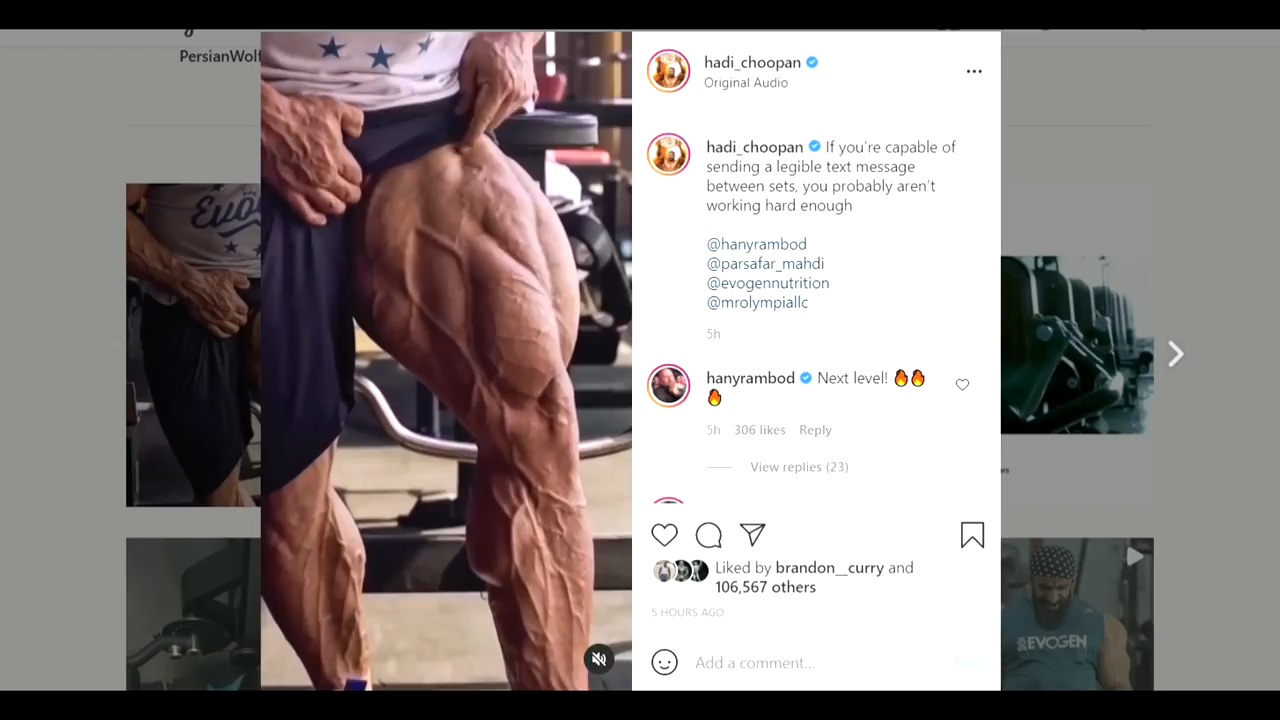 PersianWolf
hadi_choopan
Original Audio
hadi_choopan If you're capable of
sending a legible text message
between sets, you probably aren't
working hard enough
@hanyrambod
@parsafar_mahdi
@evogennutrition
@mrolympiallc
5h
hanyrambod Next level! 🔥🔥
🔥
5h 306 likes Reply
View replies (23)
Liked by brandon__curry and
106,567 others
5 HOURS AGO
Add a comment...
Post
EVOGEN